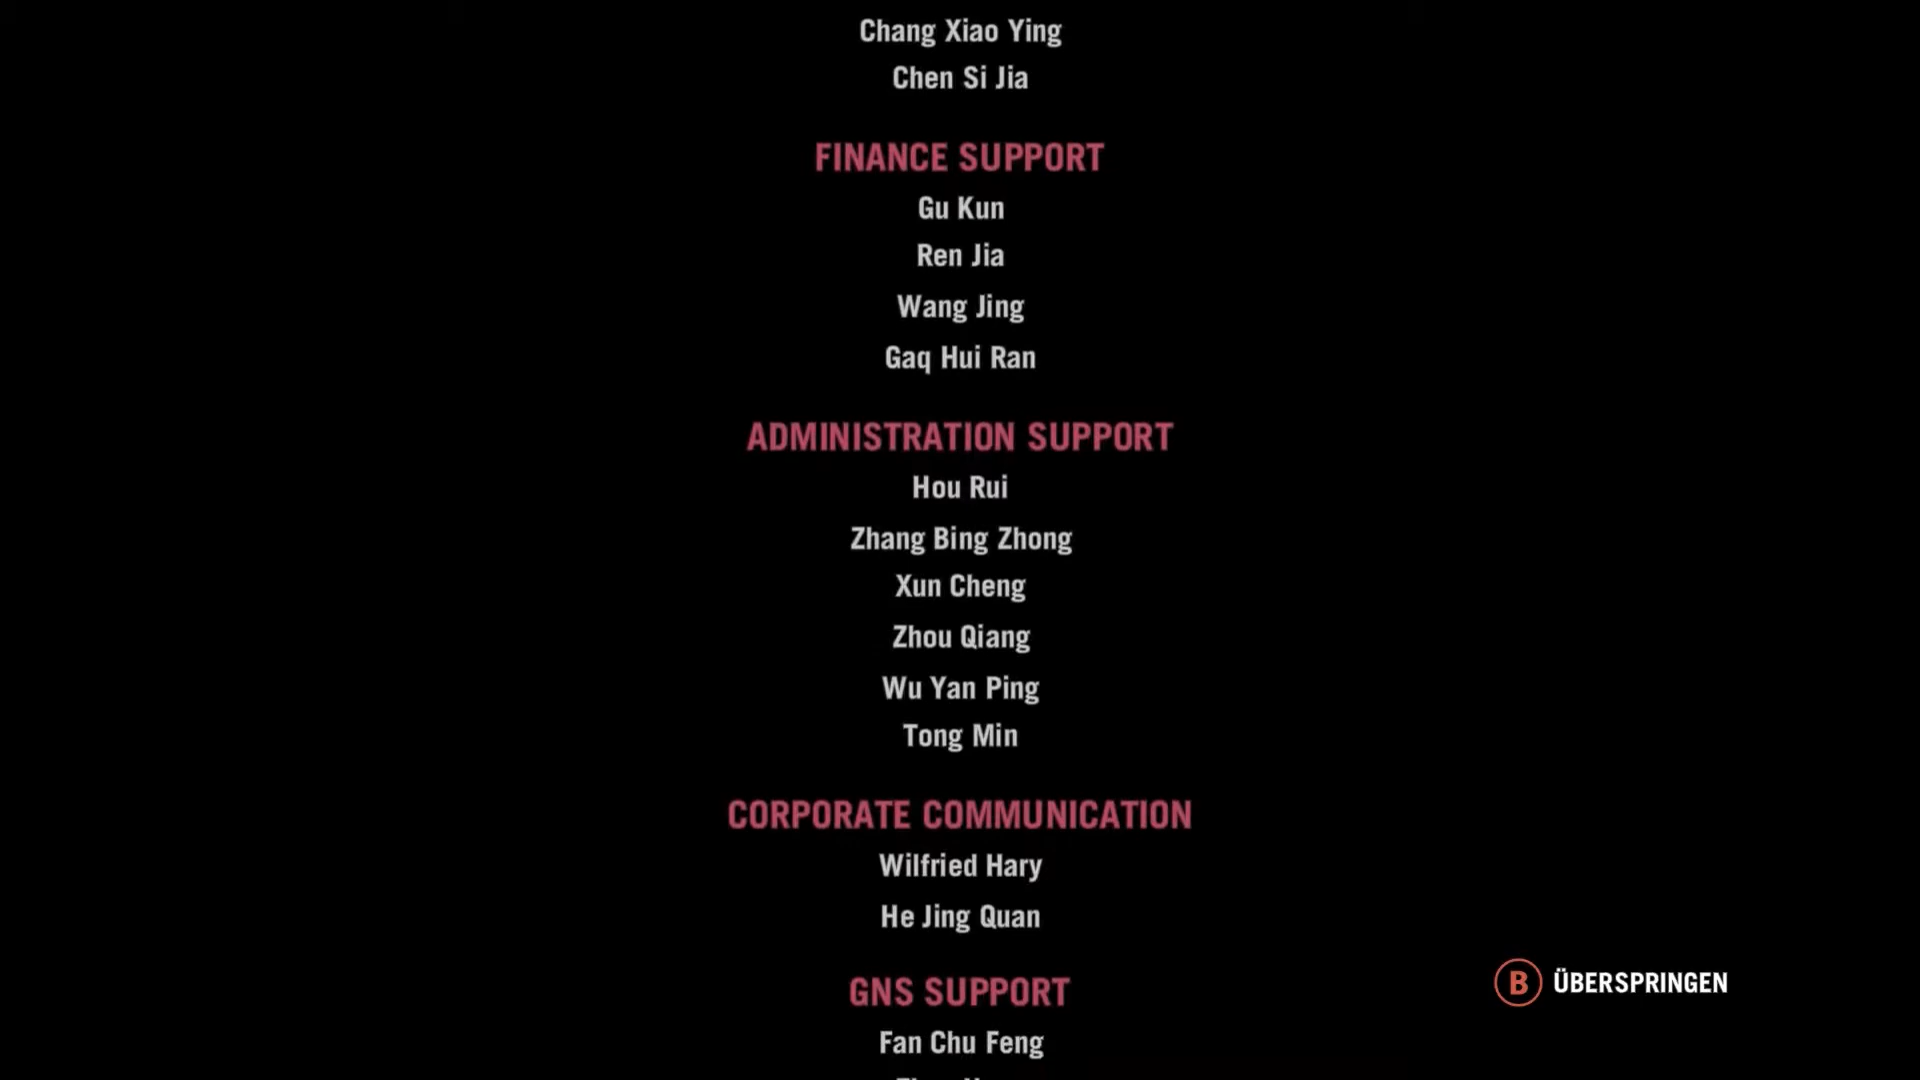 Chang Xiao Ying
Chen Si Jia
FINANCE SUPPORT
Gu Kun
Ren Jia
Wang Jing
Gaq Hui Ran
ADMINISTRATION SUPPORT
Hou Rui
Zhang Bing Zhong
Xun Cheng
Zhou Qiang
Wu Yan Ping
Tong Min
CORPORATE COMMUNICATION
Wilfried Hary
He Jing Quan
B ÜBERSPRINGEN
GNS SUPPORT
Fan Chu Feng